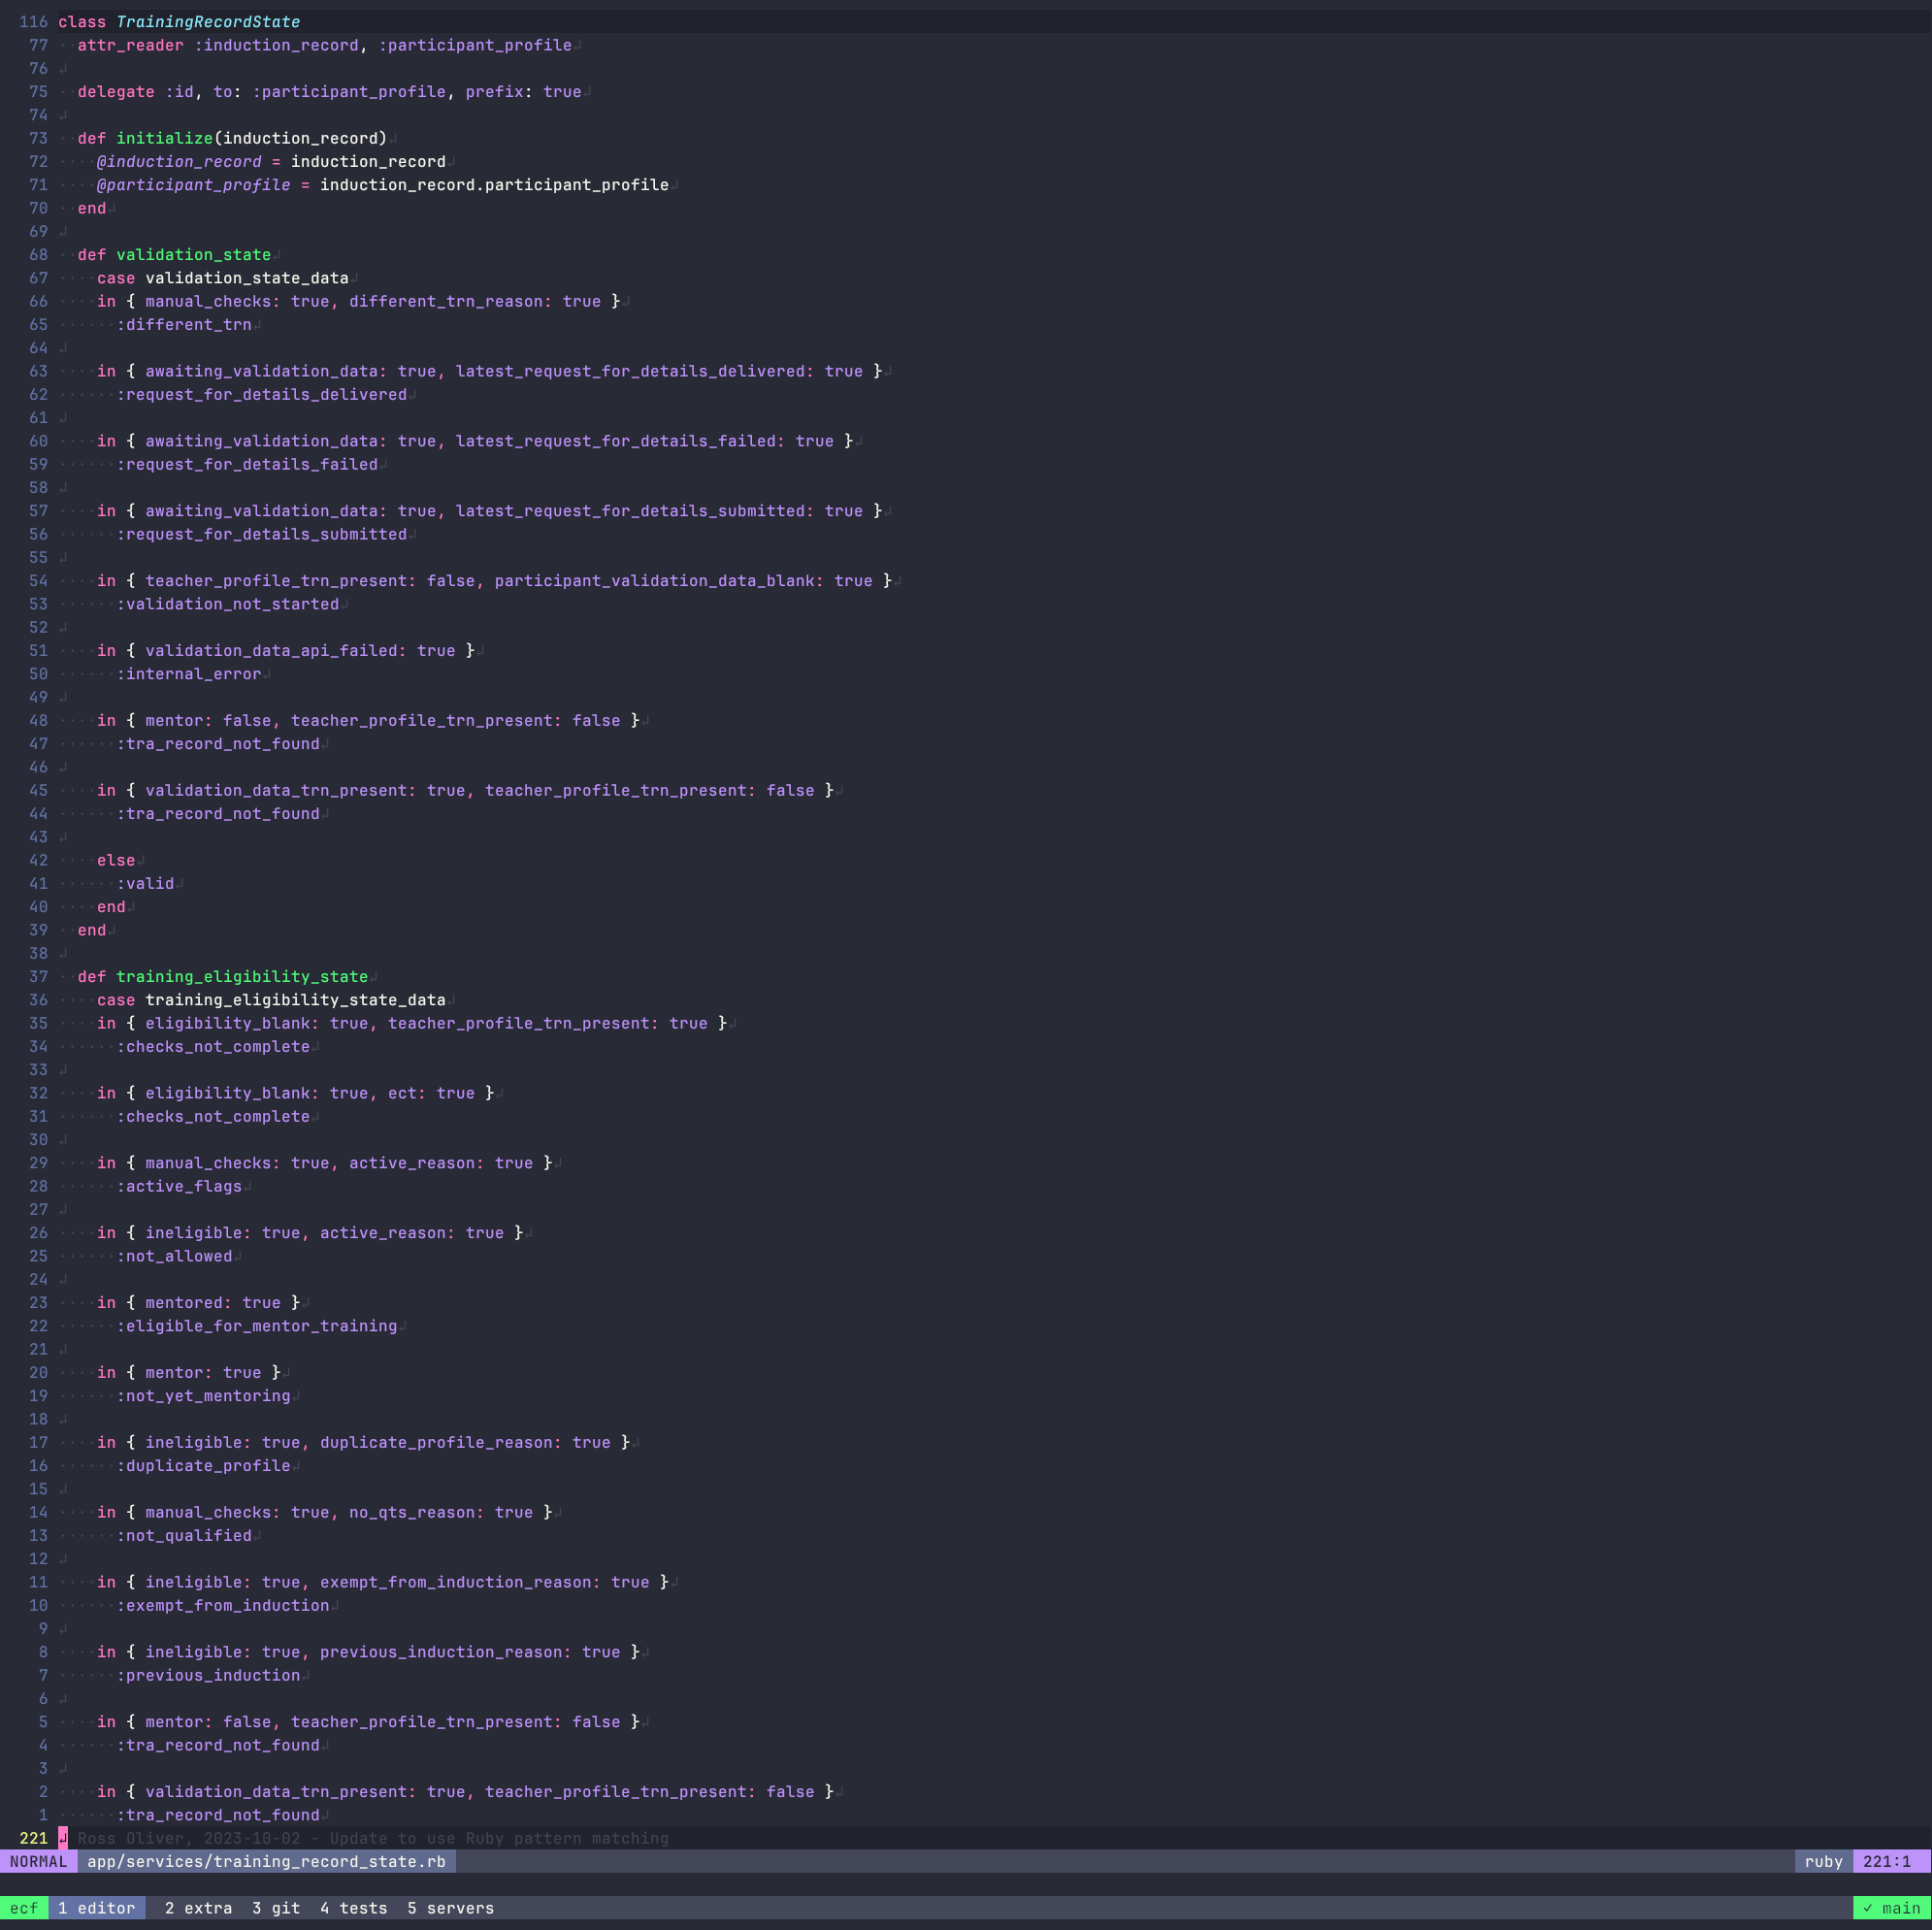 116 class TrainingRecordState
77   attr_reader :induction_record, :participant_profile
76
75   delegate :id, to: :participant_profile, prefix: true
74
73   def initialize(induction_record)
72     @induction_record = induction_record
71     @participant_profile = induction_record.participant_profile
70   end
69
68   def validation_state
67     case validation_state_data
66     in { manual_checks: true, different_trn_reason: true }
65       :different_trn
64
63     in { awaiting_validation_data: true, latest_request_for_details_delivered: true }
62       :request_for_details_delivered
61
60     in { awaiting_validation_data: true, latest_request_for_details_failed: true }
59       :request_for_details_failed
58
57     in { awaiting_validation_data: true, latest_request_for_details_submitted: true }
56       :request_for_details_submitted
55
54     in { teacher_profile_trn_present: false, participant_validation_data_blank: true }
53       :validation_not_started
52
51     in { validation_data_api_failed: true }
50       :internal_error
49
48     in { mentor: false, teacher_profile_trn_present: false }
47       :tra_record_not_found
46
45     in { validation_data_trn_present: true, teacher_profile_trn_present: false }
44       :tra_record_not_found
43
42     else
41       :valid
40     end
39   end
38
37   def training_eligibility_state
36     case training_eligibility_state_data
35     in { eligibility_blank: true, teacher_profile_trn_present: true }
34       :checks_not_complete
33
32     in { eligibility_blank: true, ect: true }
31       :checks_not_complete
30
29     in { manual_checks: true, active_reason: true }
28       :active_flags
27
26     in { ineligible: true, active_reason: true }
25       :not_allowed
24
23     in { mentored: true }
22       :eligible_for_mentor_training
21
20     in { mentor: true }
19       :not_yet_mentoring
18
17     in { ineligible: true, duplicate_profile_reason: true }
16       :duplicate_profile
15
14     in { manual_checks: true, no_qts_reason: true }
13       :not_qualified
12
11     in { ineligible: true, exempt_from_induction_reason: true }
10       :exempt_from_induction
9
8     in { ineligible: true, previous_induction_reason: true }
7       :previous_induction
6
5     in { mentor: false, teacher_profile_trn_present: false }
4       :tra_record_not_found
3
2     in { validation_data_trn_present: true, teacher_profile_trn_present: false }
1       :tra_record_not_found
221 Ross Oliver, 2023-10-02 - Update to use Ruby pattern matching
NORMAL app/services/training_record_state.rb ruby 221:1
ecf 1 editor 2 extra 3 git 4 tests 5 servers ✓ main